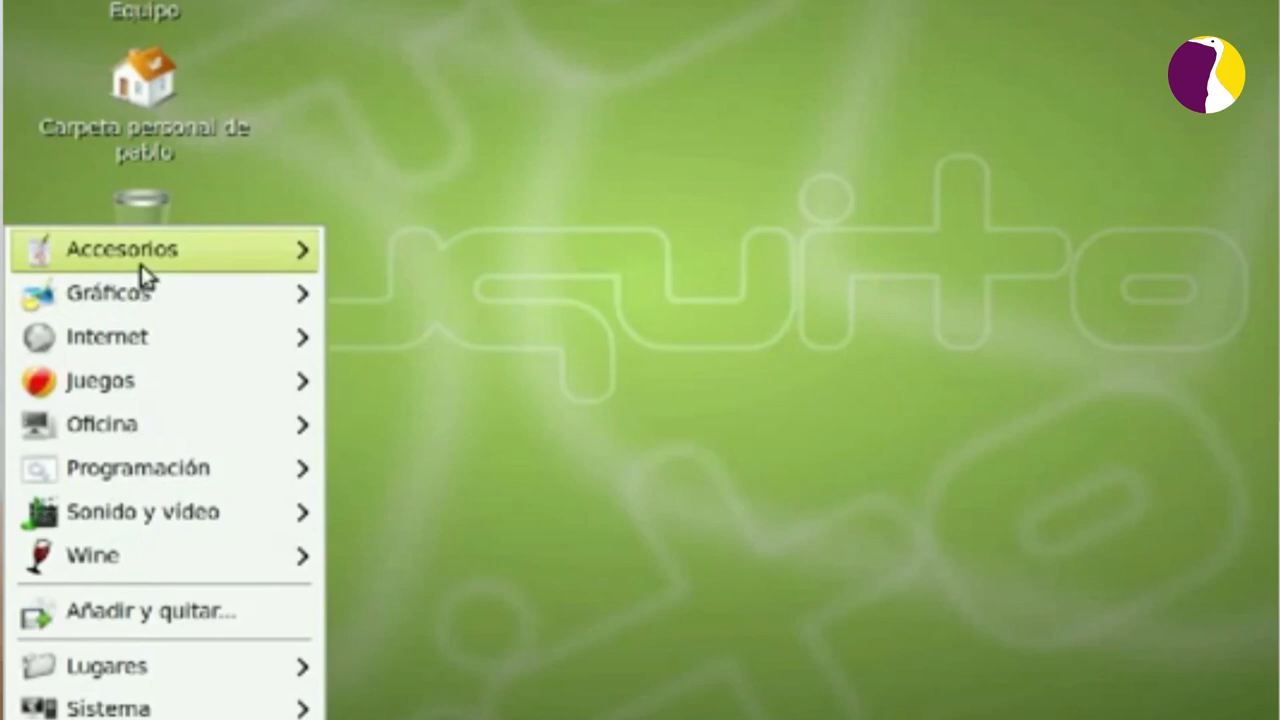 Equipo
Carpeta personal de
pablo
Accesorios
Gráficos
Internet
Juegos
Oficina
Programación
Sonido y vídeo
Wine
Añadir y quitar...
Lugares
Sistema